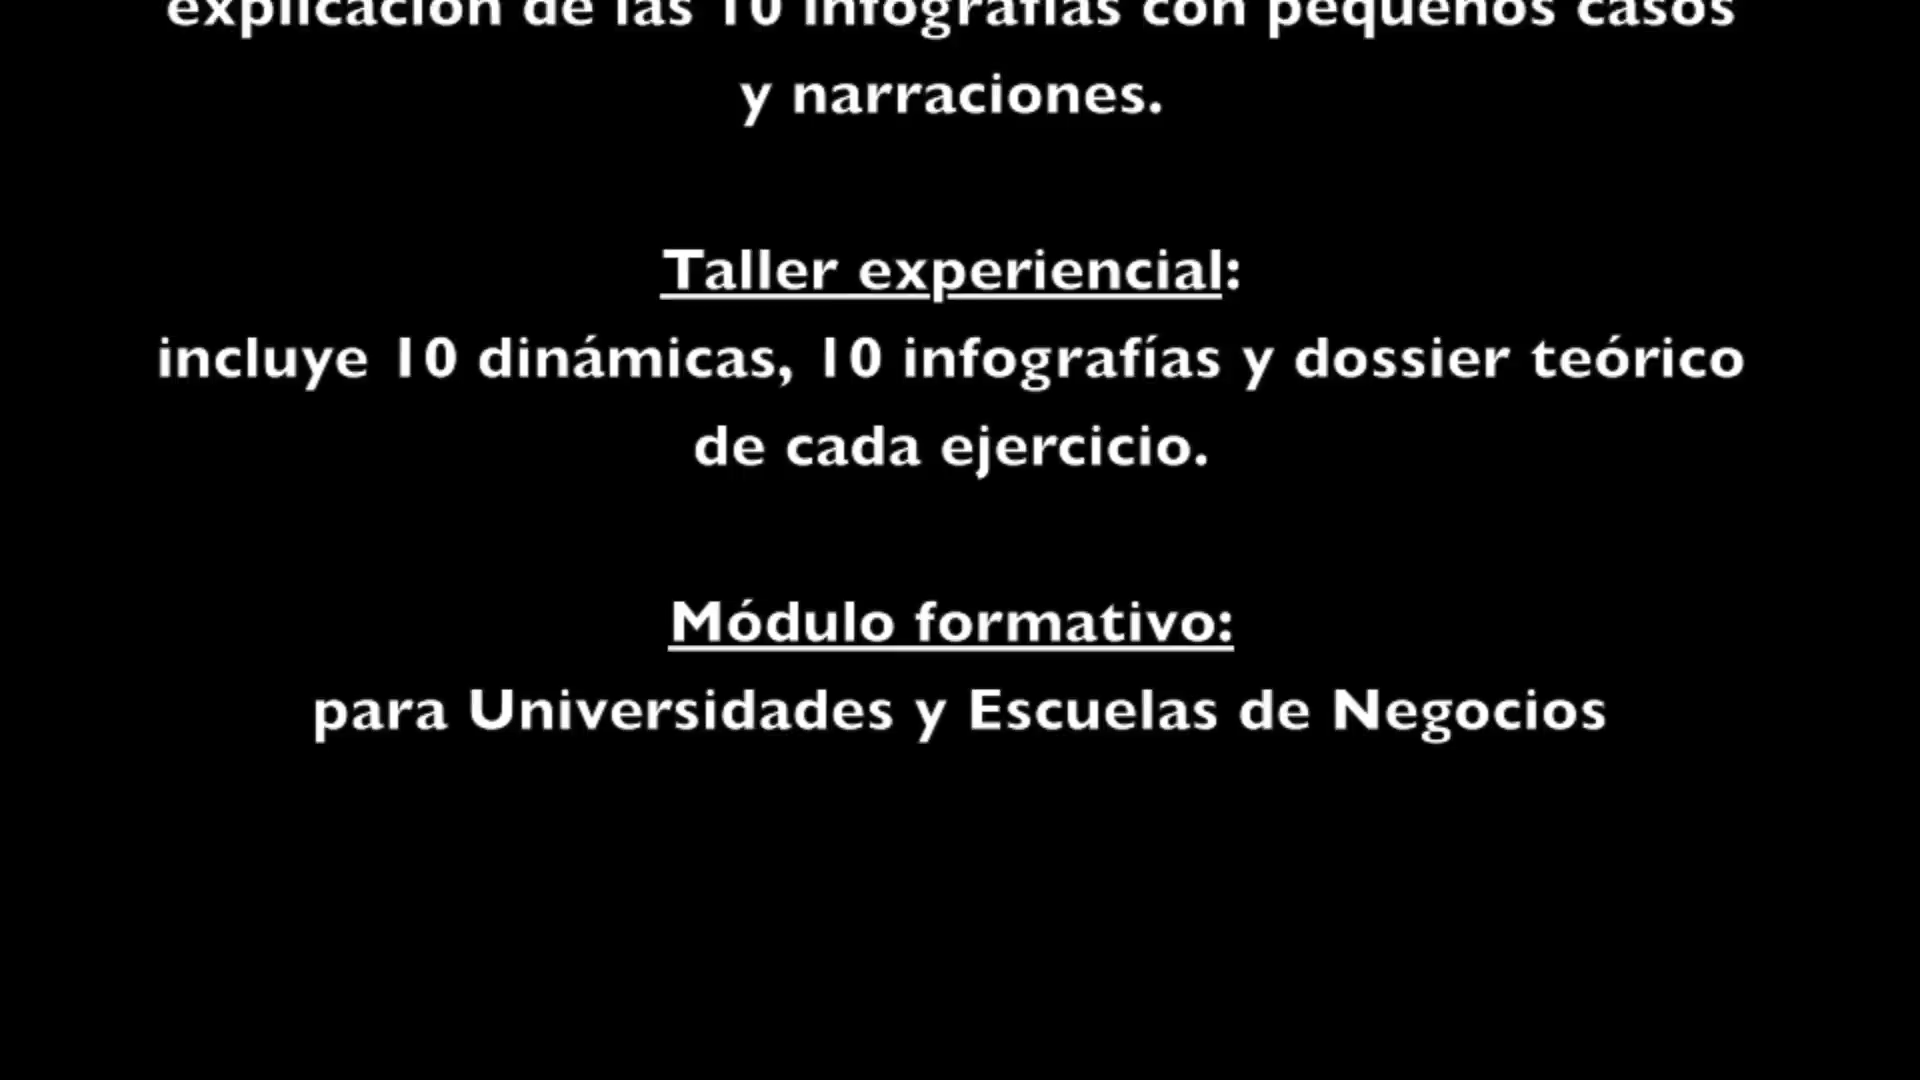 explicación de las 10 infografías con pequeños casos
y narraciones.
Taller experiencial:
incluye 10 dinámicas, 10 infografías y dossier teórico
de cada ejercicio.
Módulo formativo:
para Universidades y Escuelas de Negocios